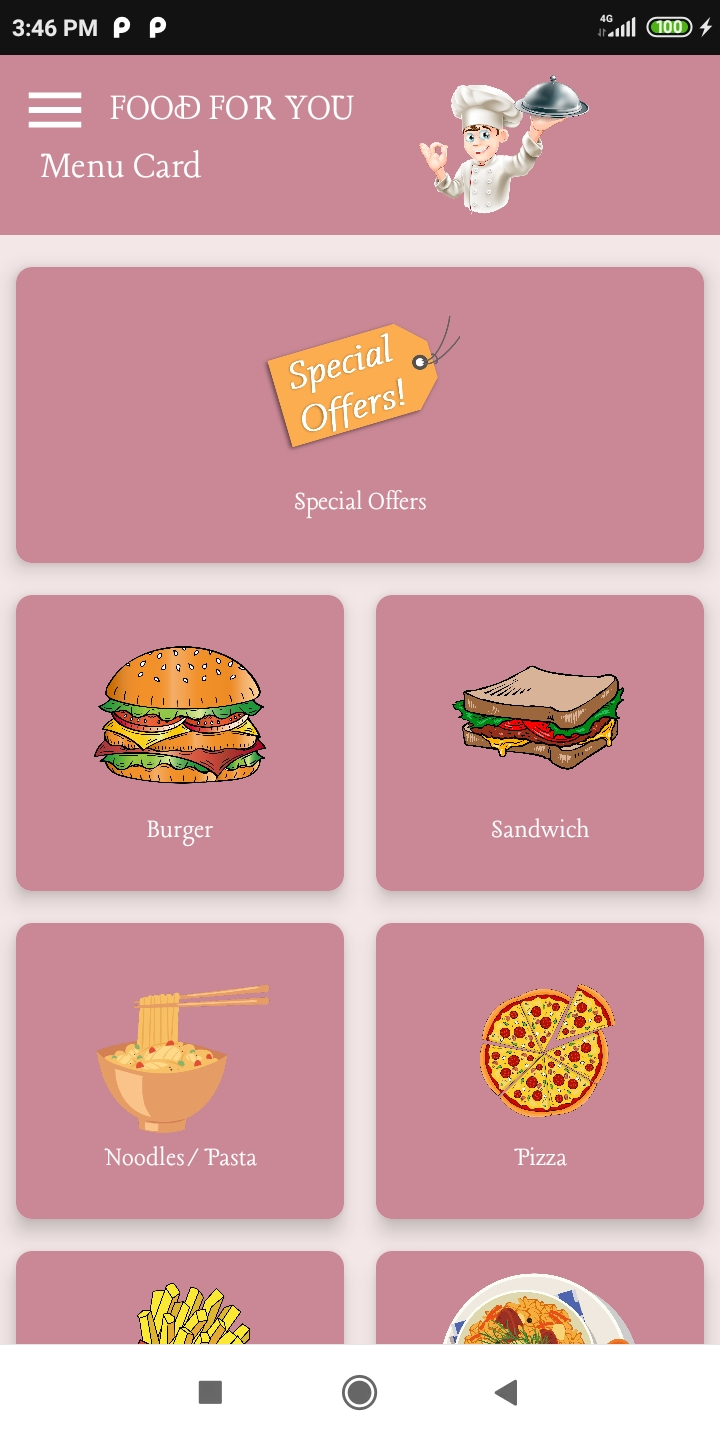 3:46 PM
4G
100
FOOD FOR YOU
Menu Card
Special
Offers!
Special Offers
Burger
Sandwich
Noodles/ Pasta
Pizza